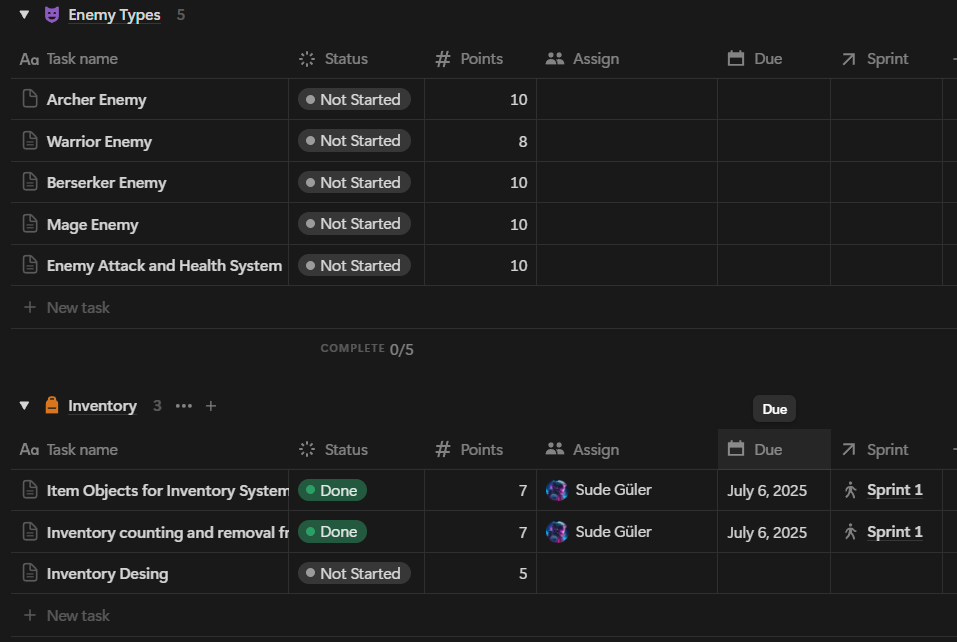 Enemy Types 5
Aa Task name Status # Points Assign Due Sprint
Archer Enemy Not Started 10
Warrior Enemy Not Started 8
Berserker Enemy Not Started 10
Mage Enemy Not Started 10
Enemy Attack and Health System Not Started 10
+ New task
COMPLETE 0/5
Inventory 3 ••• +
Due
Aa Task name Status # Points Assign Due Sprint
Item Objects for Inventory System Done 7 Sude Güler July 6, 2025 Sprint 1
Inventory counting and removal fr Done 7 Sude Güler July 6, 2025 Sprint 1
Inventory Desing Not Started 5
+ New task